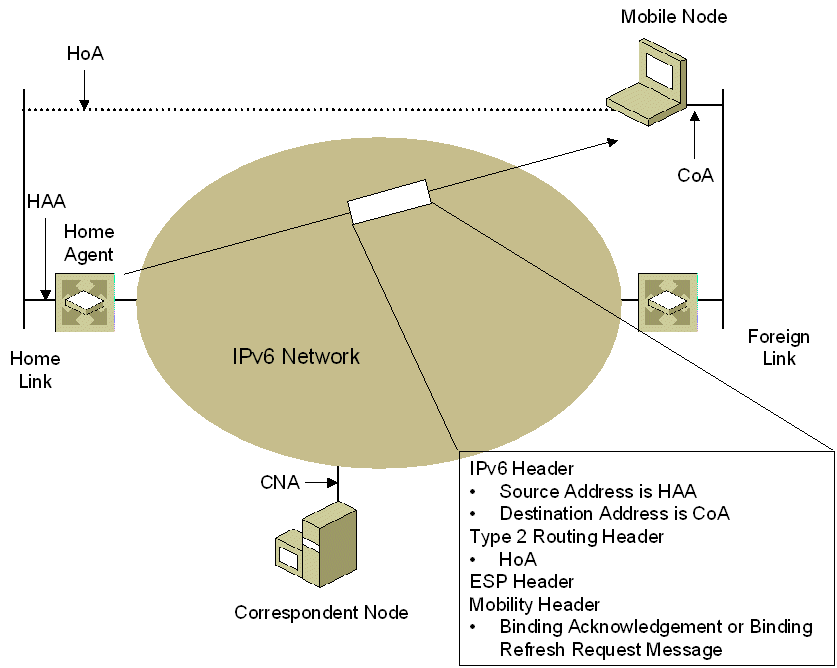 Mobile Node
HoA
CoA
HAA
Home
Agent
Home
Link
IPv6 Network
Foreign
Link
CNA
Correspondent Node
IPv6 Header
• Source Address is HAA
• Destination Address is CoA
Type 2 Routing Header
• HoA
ESP Header
Mobility Header
• Binding Acknowledgement or Binding
Refresh Request Message